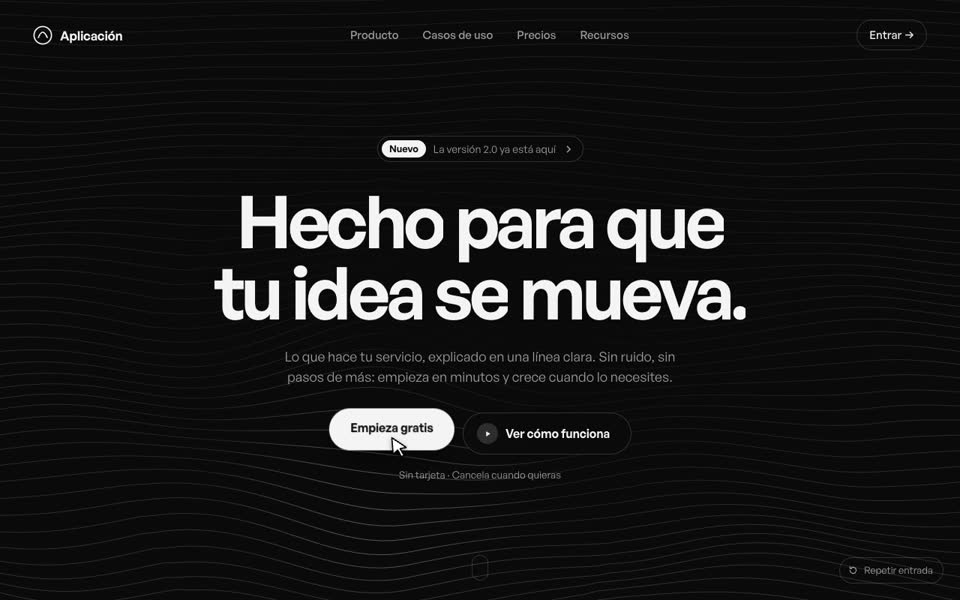 Aplicación
Producto Casos de uso Precios Recursos
Entrar →
Nuevo La versión 2.0 ya está aquí
Hecho para que
tu idea se mueva.
Lo que hace tu servicio, explicado en una línea clara. Sin ruido, sin
pasos de más: empieza en minutos y crece cuando lo necesites.
Empieza gratis
Ver cómo funciona
Sin tarjeta · Cancela cuando quieras
Repetir entrada